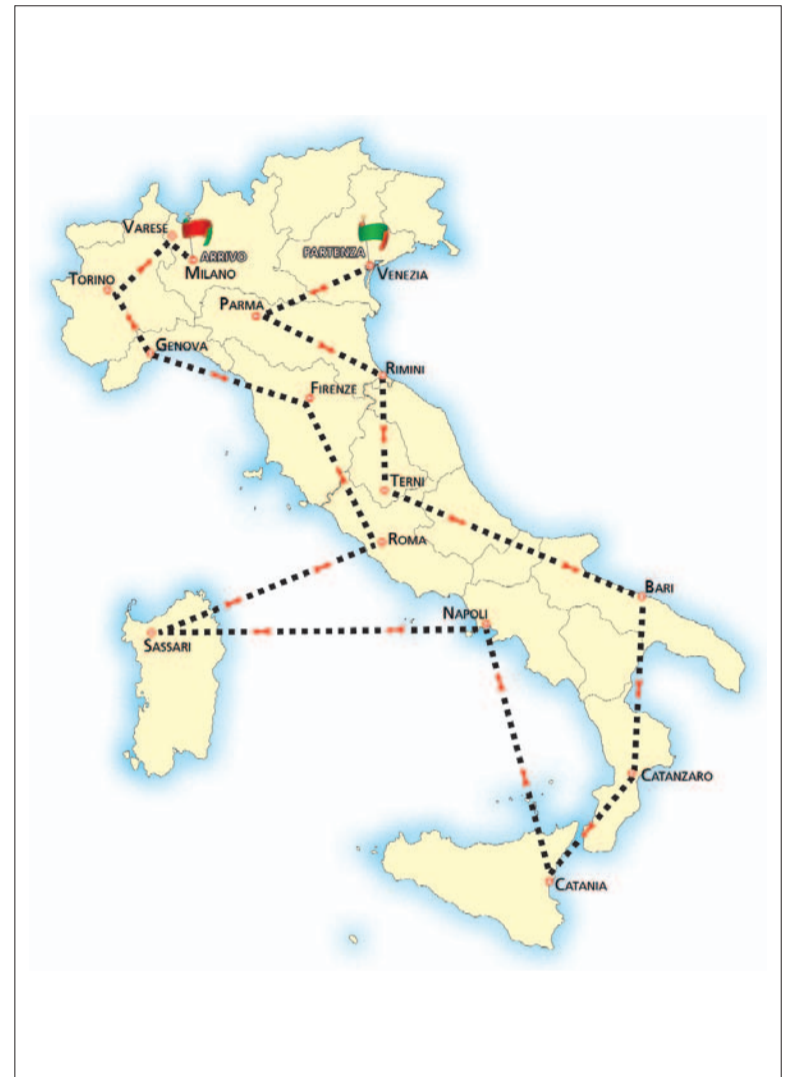 VARESE
ARRIVO
MILANO
PARTENZA
VENEZIA
TORINO
PARMA
GENOVA
RIMINI
FIRENZE
TERNI
ROMA
BARI
NAPOLI
SASSARI
CATANZARO
CATANIA